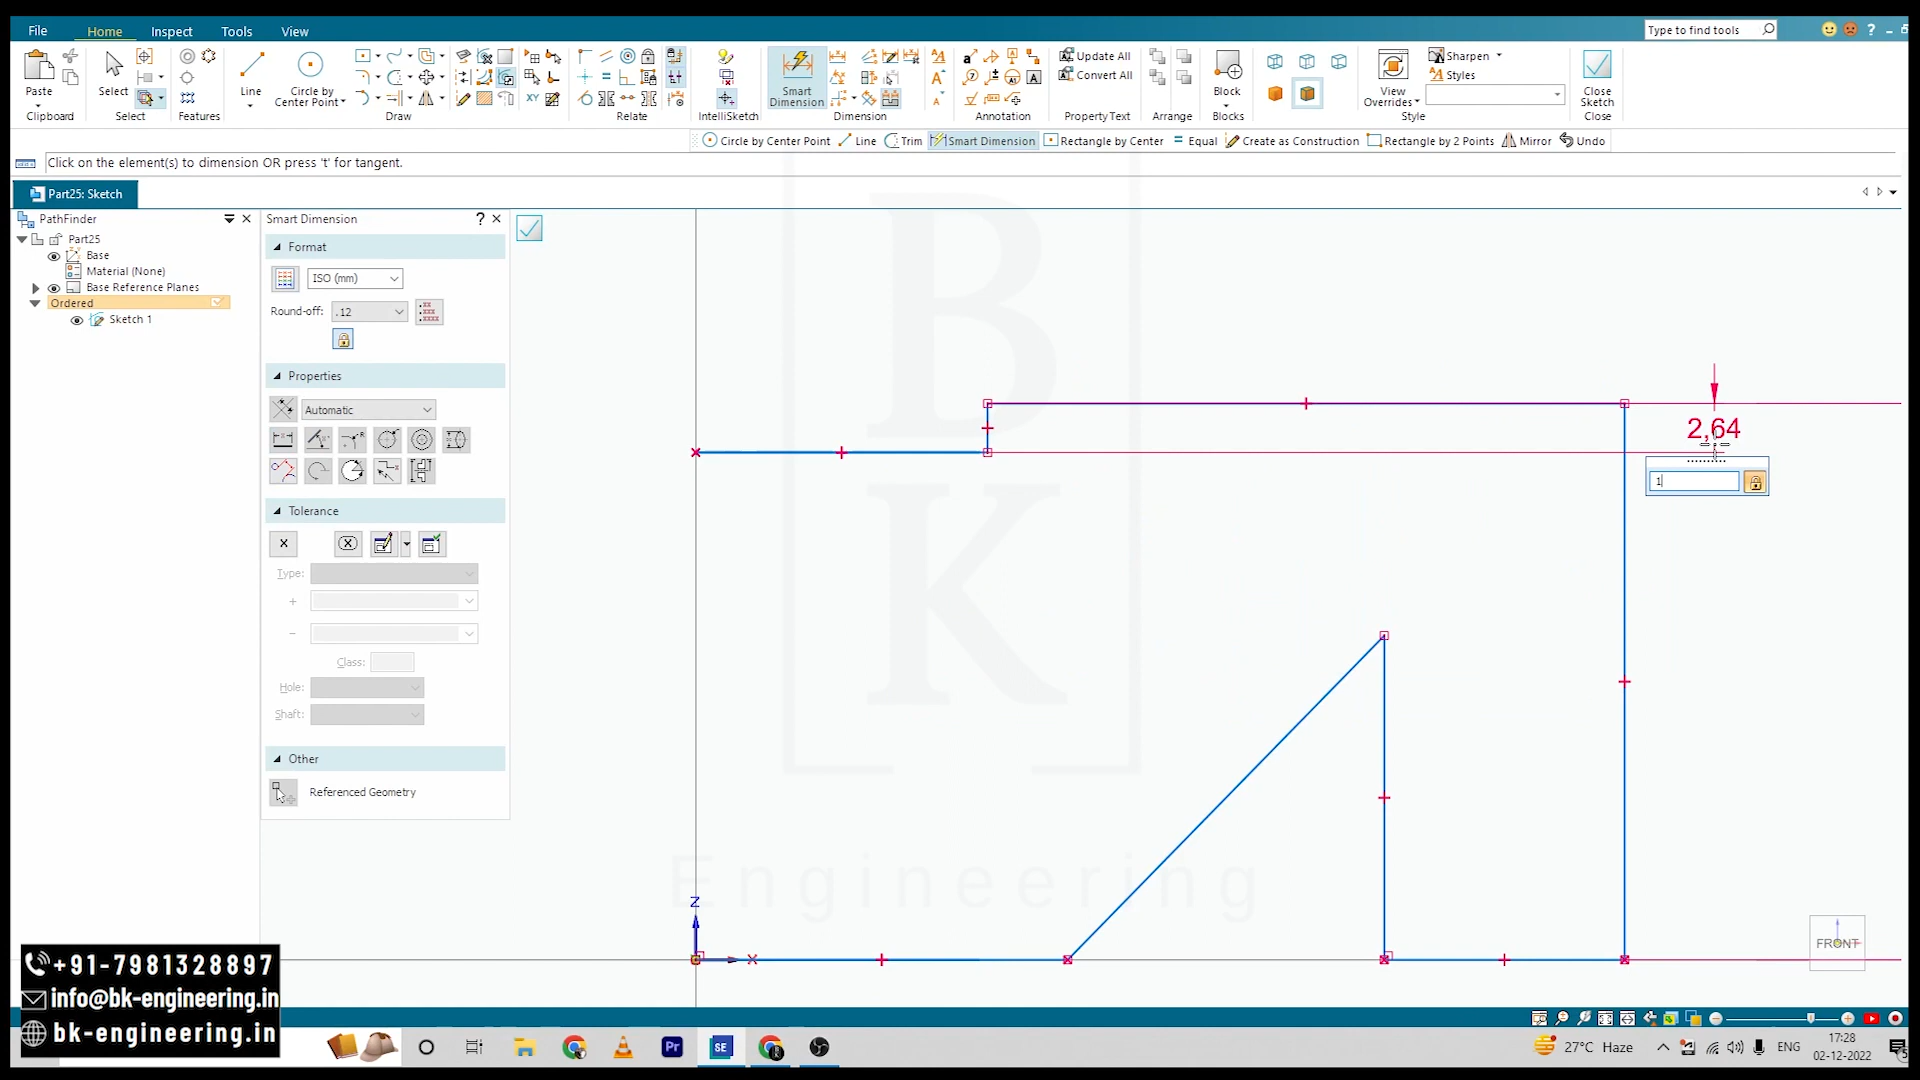 File Home Inspect Tools View
Type to find tools
Paste
Select
Line
Circle by Center Point
Smart Dimension
Update All
Convert All
Block
View Overrides
Sharpen
Styles
Close Sketch
Clipboard Select Features Draw Relate IntelliSketch Dimension Annotation Property Text Arrange Blocks Style Close
Circle by Center Point Line Trim Smart Dimension Rectangle by Center Equal Create as Construction Rectangle by 2 Points Mirror Undo
Click on the element(s) to dimension OR press 't' for tangent.
Part25: Sketch
PathFinder
Part25
Base
Material (None)
Base Reference Planes
Ordered
Sketch 1
Smart Dimension
Format
ISO (mm)
Round-off: .12
Properties
Automatic
Tolerance
Type:
+
−
Class:
Hole:
Shaft:
Other
Referenced Geometry
2,64
1
B
K
Engineering
Z
FRONT
+91-7981328897
info@bk-engineering.in
bk-engineering.in
Pr
SE
27°C Haze
ENG
17:28
02-12-2022